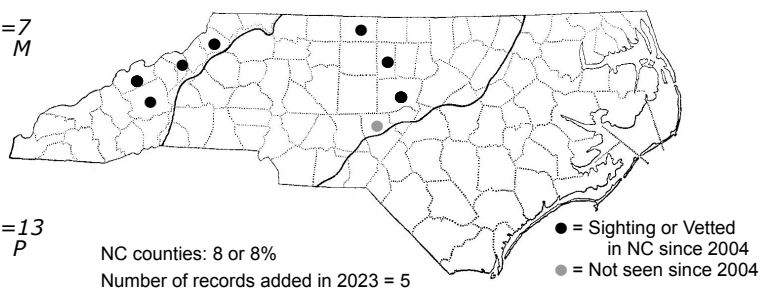 =7
M
=13
P
NC counties: 8 or 8%
Number of records added in 2023 = 5
● = Sighting or Vetted
in NC since 2004
● = Not seen since 2004